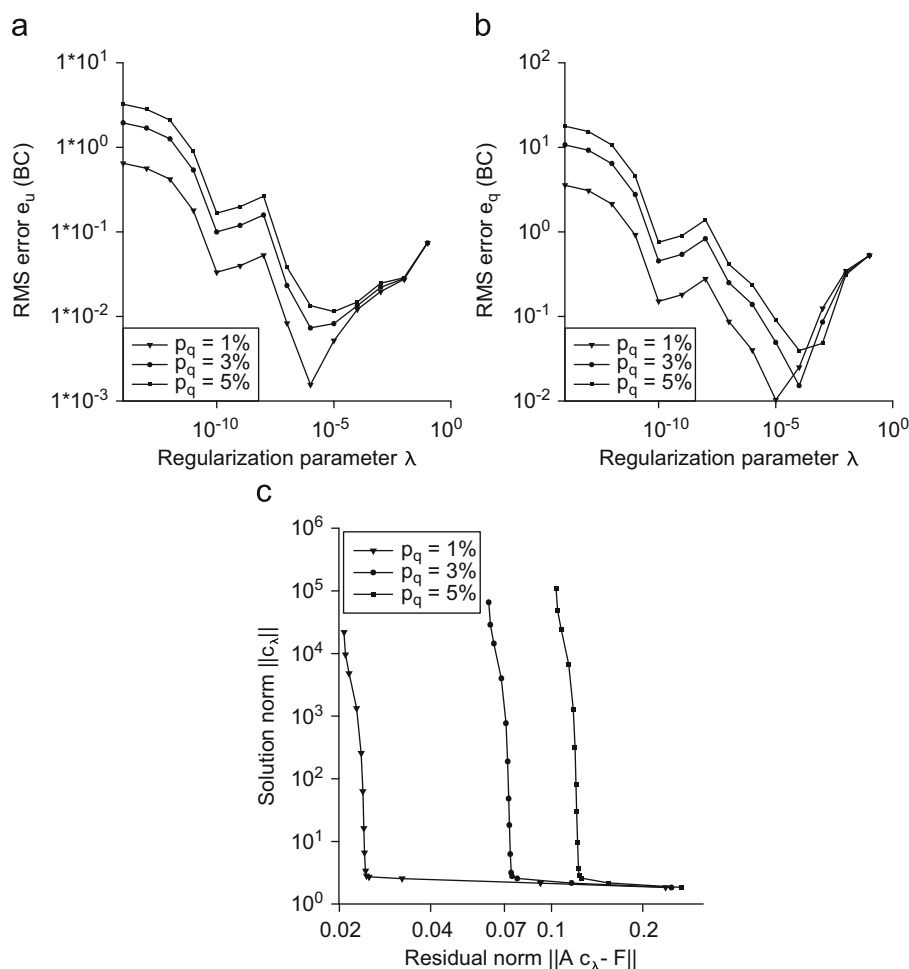 a
1*10^1
1*10^0
1*10^-1
1*10^-2
1*10^-3
RMS error e_u (BC)
p_q = 1%
p_q = 3%
p_q = 5%
10^-10
10^-5
10^0
Regularization parameter λ
b
10^2
10^1
10^0
10^-1
10^-2
RMS error e_q (BC)
p_q = 1%
p_q = 3%
p_q = 5%
10^-10
10^-5
10^0
Regularization parameter λ
c
10^6
10^5
10^4
10^3
10^2
10^1
10^0
Solution norm ||c_λ||
p_q = 1%
p_q = 3%
p_q = 5%
0.02
0.04
0.07
0.1
0.2
Residual norm ||A c_λ- F||